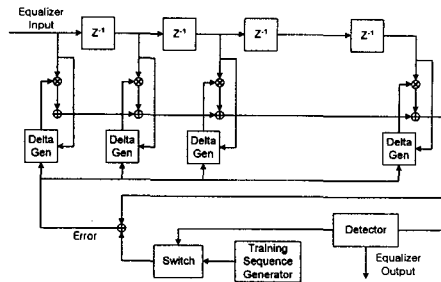 Equalizer
Input
Z-1
Z-1
Z-1
Z-1
Delta
Gen
Delta
Gen
Delta
Gen
Delta
Gen
Error
Switch
Training
Sequence
Generator
Detector
Equalizer
Output